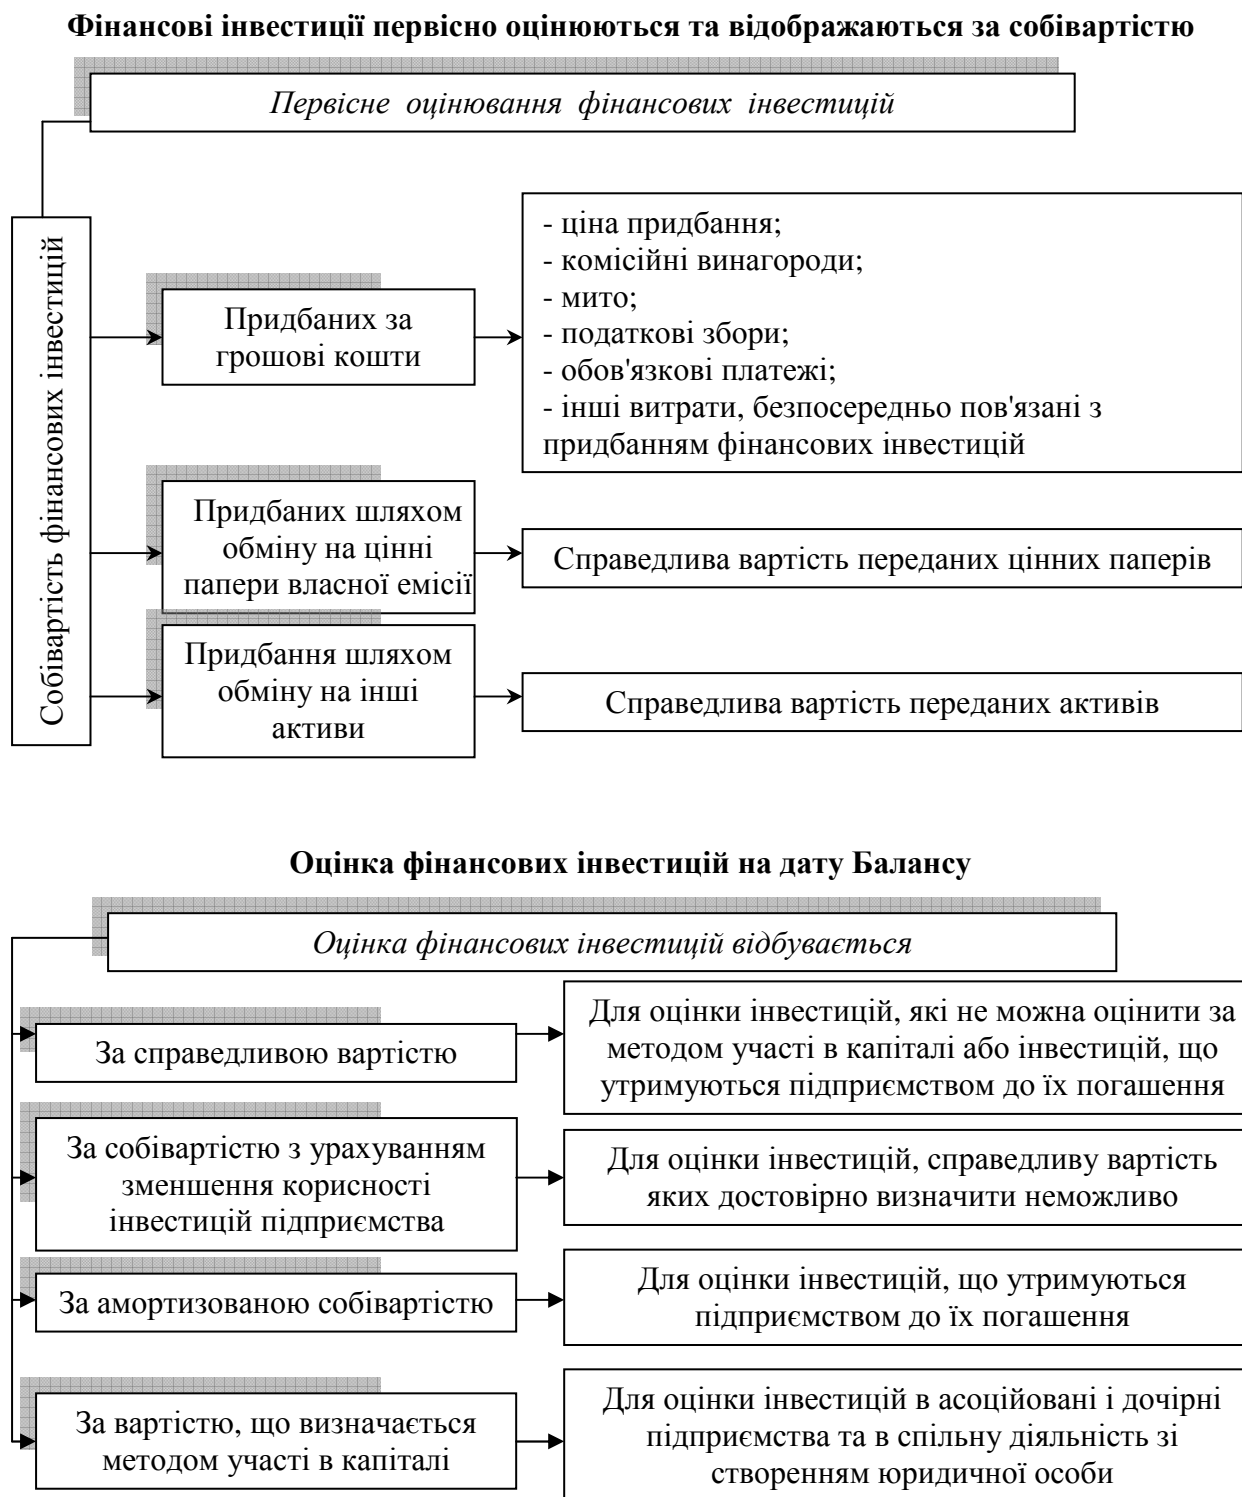 Фінансові інвестиції первісно оцінюються та відображаються за собівартістю
Первісне оцінювання фінансових інвестицій
Собівартість фінансових інвестицій
Придбаних за
грошові кошти
- ціна придбання;
- комісійні винагороди;
- мито;
- податкові збори;
- обов'язкові платежі;
- інші витрати, безпосередньо пов'язані з
придбанням фінансових інвестицій
Придбаних шляхом
обміну на цінні
папери власної емісії
Справедлива вартість переданих цінних паперів
Придбання шляхом
обміну на інші
активи
Справедлива вартість переданих активів
Оцінка фінансових інвестицій на дату Балансу
Оцінка фінансових інвестицій відбувається
За справедливою вартістю
Для оцінки інвестицій, які не можна оцінити за
методом участі в капіталі або інвестицій, що
утримуються підприємством до їх погашення
За собівартістю з урахуванням
зменшення корисності
інвестицій підприємства
Для оцінки інвестицій, справедливу вартість
яких достовірно визначити неможливо
За амортизованою собівартістю
Для оцінки інвестицій, що утримуються
підприємством до їх погашення
За вартістю, що визначається
методом участі в капіталі
Для оцінки інвестицій в асоційовані і дочірні
підприємства та в спільну діяльність зі
створенням юридичної особи